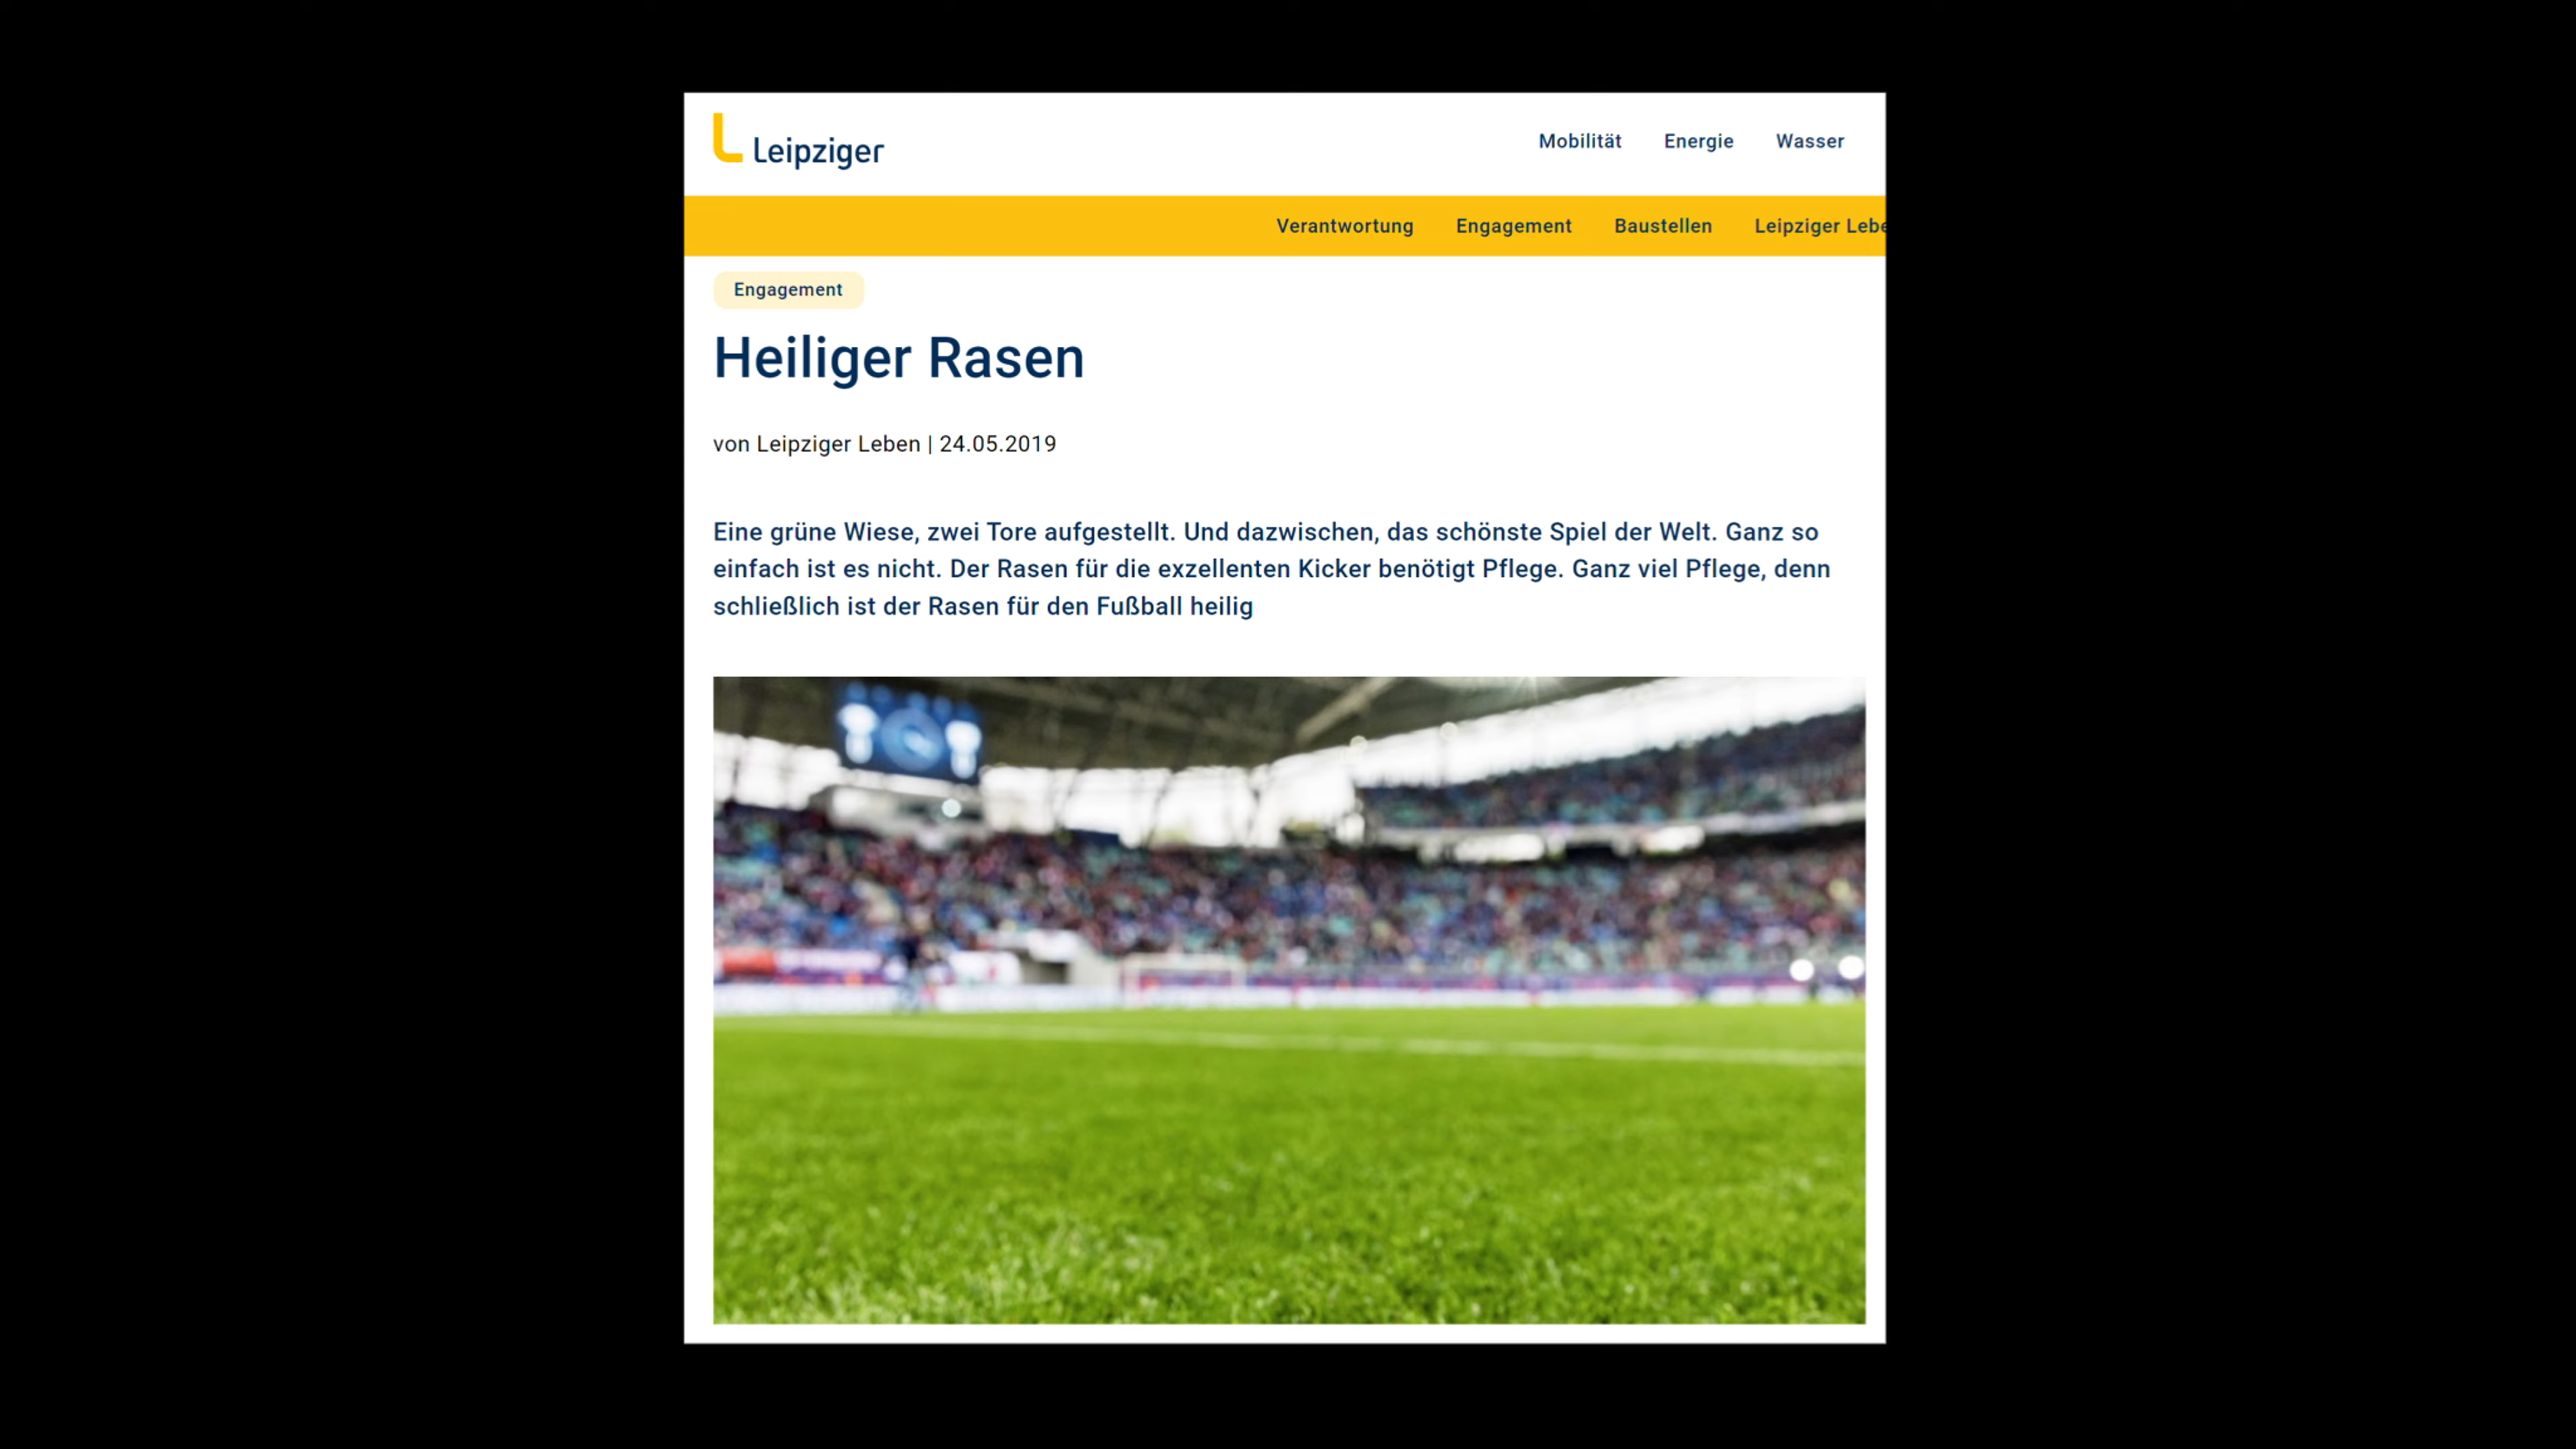 Leipziger
Mobilität Energie Wasser
Verantwortung Engagement Baustellen Leipziger Lebe
Engagement
Heiliger Rasen
von Leipziger Leben | 24.05.2019
Eine grüne Wiese, zwei Tore aufgestellt. Und dazwischen, das schönste Spiel der Welt. Ganz so
einfach ist es nicht. Der Rasen für die exzellenten Kicker benötigt Pflege. Ganz viel Pflege, denn
schließlich ist der Rasen für den Fußball heilig